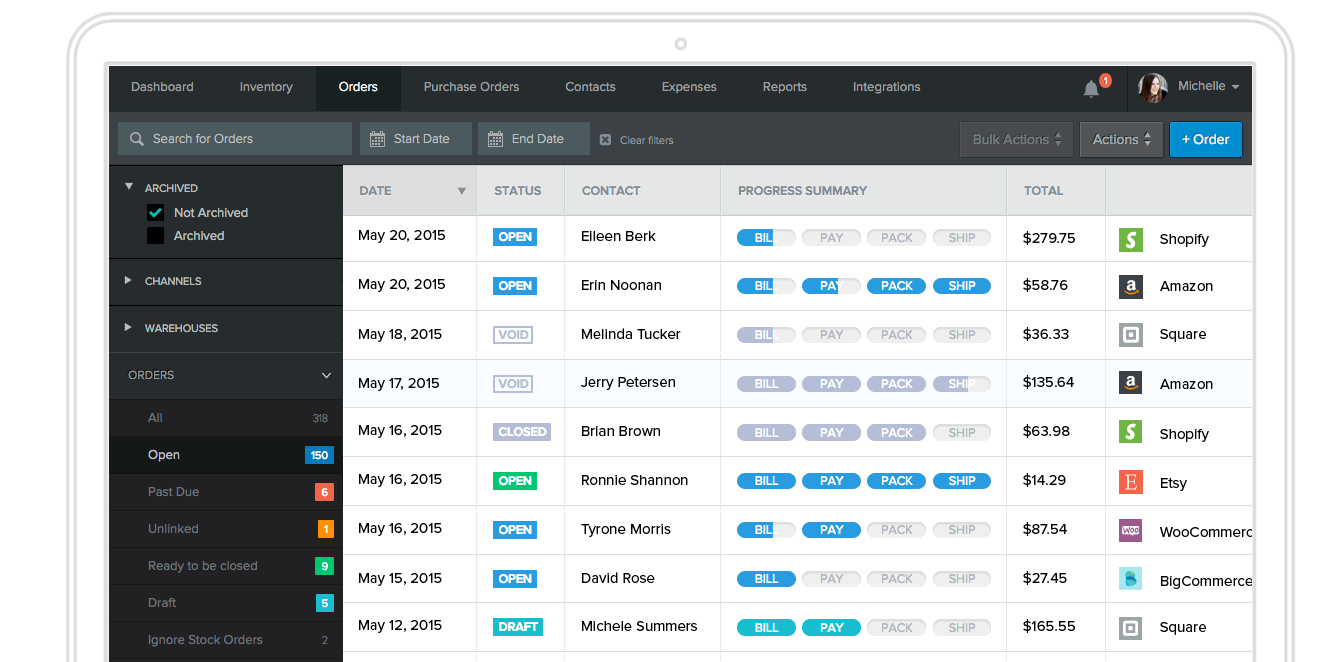 Dashboard Inventory Orders Purchase Orders Contacts Expenses Reports Integrations 1 Michelle
Search for Orders Start Date End Date Clear filters Bulk Actions Actions + Order
ARCHIVED
Not Archived
Archived
CHANNELS
WAREHOUSES
ORDERS
All 318
Open 150
Past Due 6
Unlinked 1
Ready to be closed 9
Draft 5
Ignore Stock Orders 2
DATE STATUS CONTACT PROGRESS SUMMARY TOTAL
May 20, 2015 OPEN Eileen Berk BILL PAY PACK SHIP $279.75 Shopify
May 20, 2015 OPEN Erin Noonan BILL PAY PACK SHIP $58.76 a Amazon
May 18, 2015 VOID Melinda Tucker BILL PAY PACK SHIP $36.33 Square
May 17, 2015 VOID Jerry Petersen BILL PAY PACK SHIP $135.64 a Amazon
May 16, 2015 CLOSED Brian Brown BILL PAY PACK SHIP $63.98 Shopify
May 16, 2015 OPEN Ronnie Shannon BILL PAY PACK SHIP $14.29 E Etsy
May 16, 2015 OPEN Tyrone Morris BILL PAY PACK SHIP $87.54 WOO WooCommerc
May 15, 2015 OPEN David Rose BILL PAY PACK SHIP $27.45 B BigCommerce
May 12, 2015 DRAFT Michele Summers BILL PAY PACK SHIP $165.55 Square